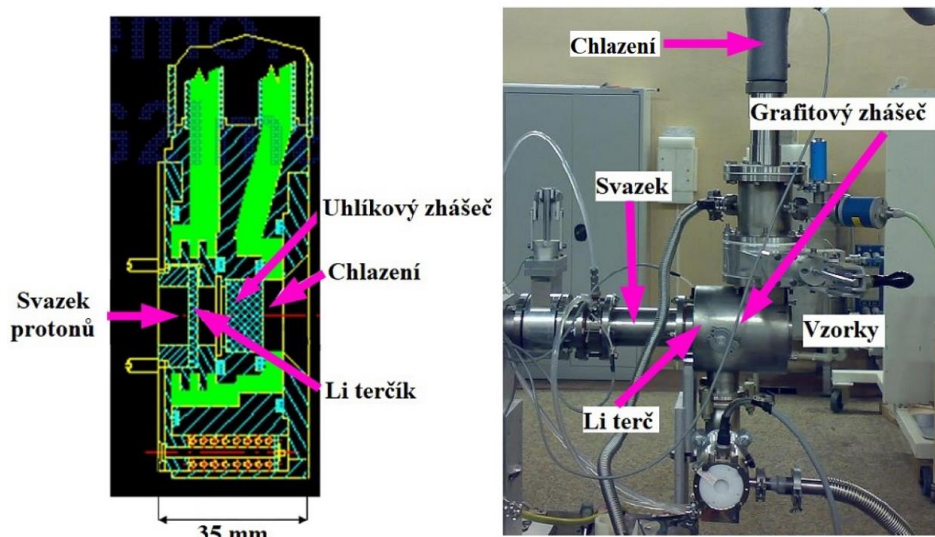 Uhlíkový zhášeč
Chlazení
Svazek
protonů
Li terčík
35 mm
Chlazení
Grafitový zhášeč
Svazek
Vzorky
Li terč